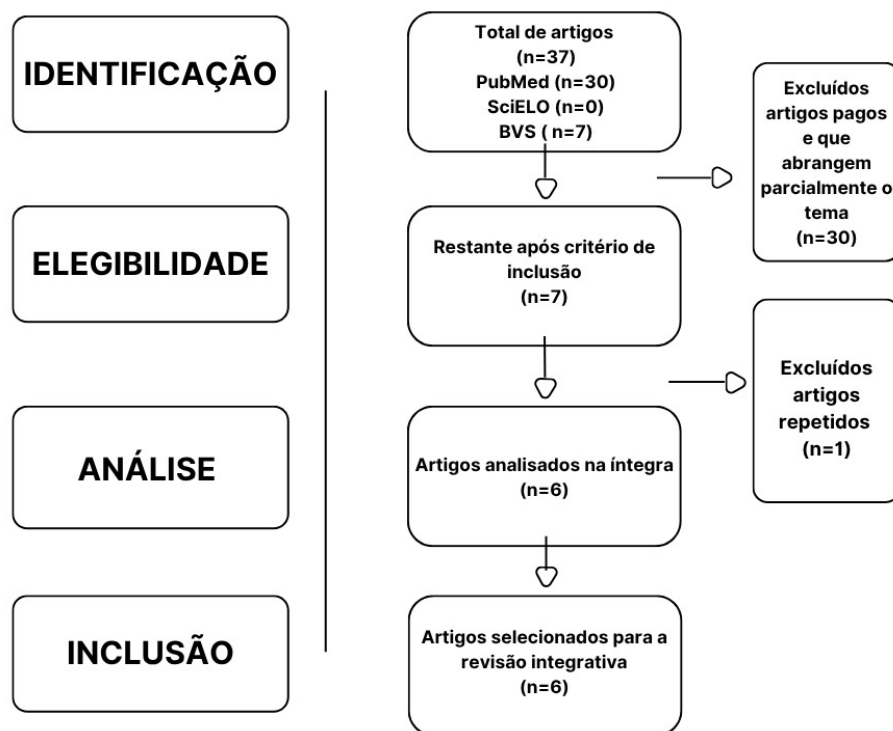 IDENTIFICAÇÃO
Total de artigos
(n=37)
PubMed (n=30)
SciELO (n=0)
BVS ( n=7)
Excluídos
artigos pagos
e que
abrangem
parcialmente o
tema
(n=30)
ELEGIBILIDADE
Restante após critério de
inclusão
(n=7)
Excluídos
artigos
repetidos
(n=1)
ANÁLISE
Artigos analisados na íntegra
(n=6)
INCLUSÃO
Artigos selecionados para a
revisão integrativa
(n=6)